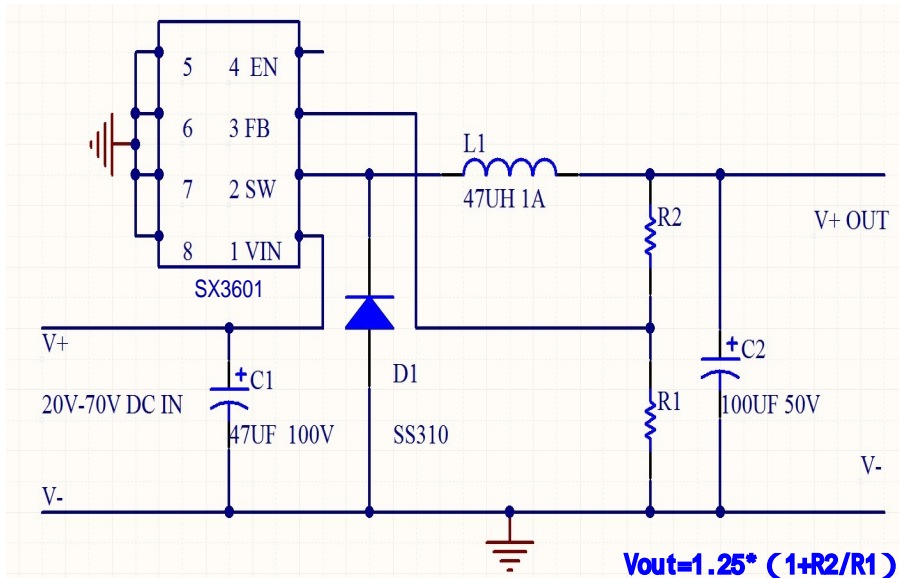 5 4 EN
6 3 FB
7 2 SW
8 1 VIN
SX3601
L1
47UH 1A
R2
V+ OUT
V+
C1
D1
C2
20V-70V DC IN
+
+
R1
100UF 50V
47UF 100V
SS310
V-
V-
Vout=1.25*（1+R2/R1）